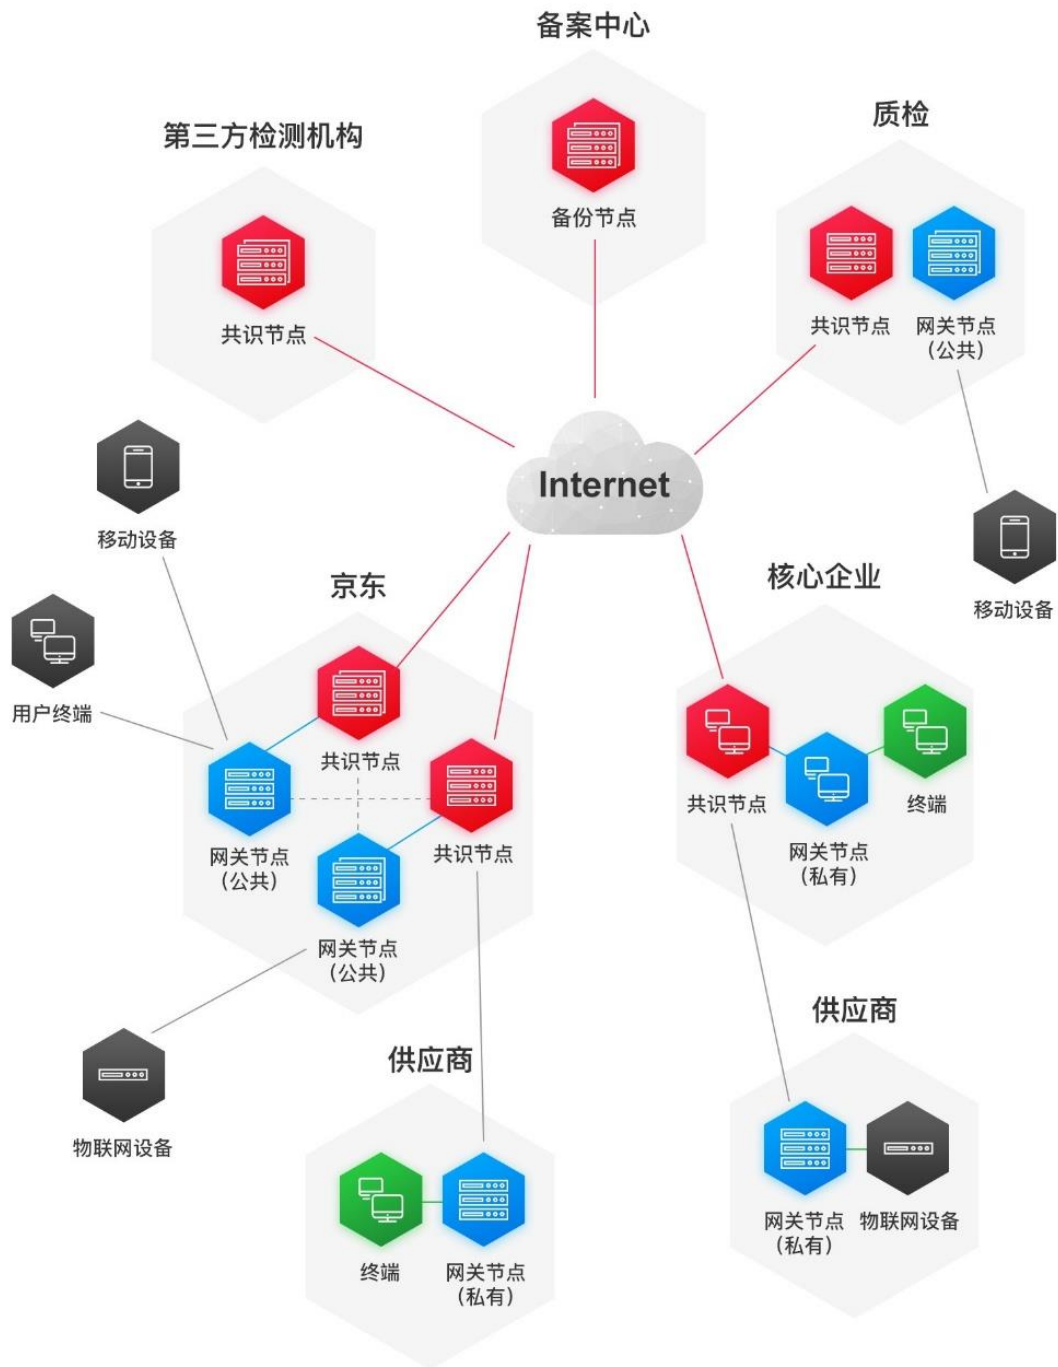 备案中心
备份节点
第三方检测机构
共识节点
质检
共识节点
网关节点
(公共)
Internet
移动设备
移动设备
用户终端
京东
共识节点
网关节点
(公共)
共识节点
网关节点
(公共)
核心企业
共识节点
网关节点
(私有)
终端
物联网设备
供应商
终端
网关节点
(私有)
供应商
网关节点
(私有)
物联网设备